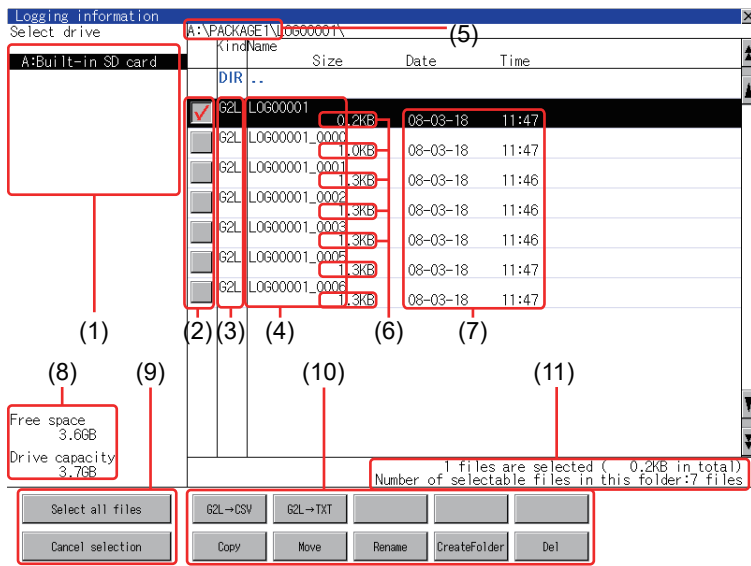 Logging information
Select drive
A:\PACKAGE1\LOG00001\
(5)
Kind Name
Size Date Time
A:Built-in SD card
DIR ..
G2L LOG00001
0.2KB 08-03-18 11:47
G2L LOG00001_0000
1.0KB 08-03-18 11:47
G2L LOG00001_0001
1.3KB 08-03-18 11:46
G2L LOG00001_0002
1.3KB 08-03-18 11:46
G2L LOG00001_0003
1.3KB 08-03-18 11:46
G2L LOG00001_0005
1.3KB 08-03-18 11:47
G2L LOG00001_0006
1.3KB 08-03-18 11:47
(1) (2) (3) (4) (6) (7)
(8) (9) (10) (11)
Free space
3.6GB
Drive capacity
3.7GB
1 files are selected ( 0.2KB in total)
Number of selectable files in this folder:7 files
Select all files G2L→CSV G2L→TXT
Cancel selection Copy Move Rename CreateFolder Del